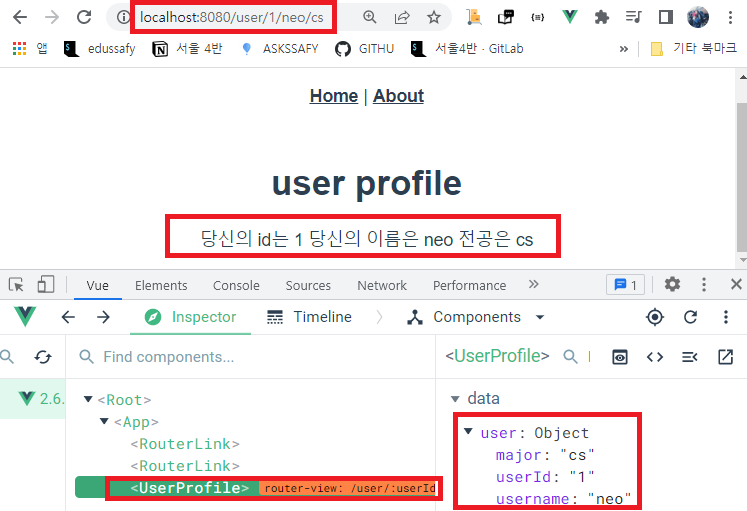 localhost:8080/user/1/neo/cs
앱 edussafy 서울 4반 ASKSSAFY GITHU 서울4반 · GitLab » 기타 북마크
Home | About
user profile
당신의 id는 1 당신의 이름은 neo 전공은 cs
Vue Elements Console Sources Network Performance » 1
Inspector Timeline Components
Find components...
<UserProfile>
2.6.
<Root>
<App>
<RouterLink>
<RouterLink>
<UserProfile> router-view: /user/:userId
data
user: Object
major: "cs"
userId: "1"
username: "neo"